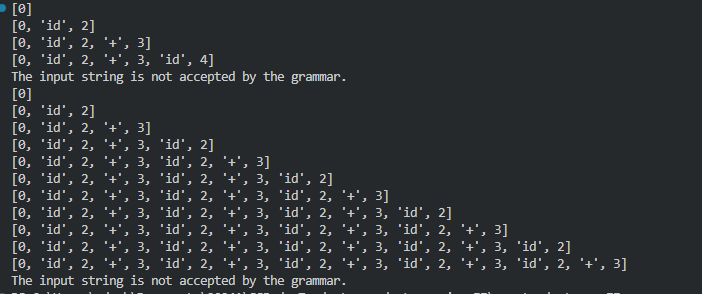 [0]
[0, 'id', 2]
[0, 'id', 2, '+', 3]
[0, 'id', 2, '+', 3, 'id', 4]
The input string is not accepted by the grammar.
[0]
[0, 'id', 2]
[0, 'id', 2, '+', 3]
[0, 'id', 2, '+', 3, 'id', 2]
[0, 'id', 2, '+', 3, 'id', 2, '+', 3]
[0, 'id', 2, '+', 3, 'id', 2, '+', 3, 'id', 2]
[0, 'id', 2, '+', 3, 'id', 2, '+', 3, 'id', 2, '+', 3]
[0, 'id', 2, '+', 3, 'id', 2, '+', 3, 'id', 2, '+', 3, 'id', 2]
[0, 'id', 2, '+', 3, 'id', 2, '+', 3, 'id', 2, '+', 3, 'id', 2, '+', 3]
[0, 'id', 2, '+', 3, 'id', 2, '+', 3, 'id', 2, '+', 3, 'id', 2, '+', 3, 'id', 2]
[0, 'id', 2, '+', 3, 'id', 2, '+', 3, 'id', 2, '+', 3, 'id', 2, '+', 3, 'id', 2, '+', 3]
The input string is not accepted by the grammar.